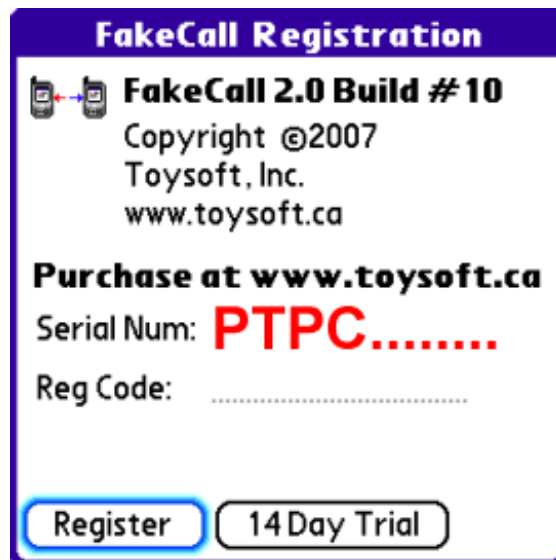 FakeCall Registration
FakeCall 2.0 Build #10
Copyright ©2007
Toysoft, Inc.
www.toysoft.ca
Purchase at www.toysoft.ca
Serial Num: PTPC........
Reg Code: ................................
Register 14 Day Trial